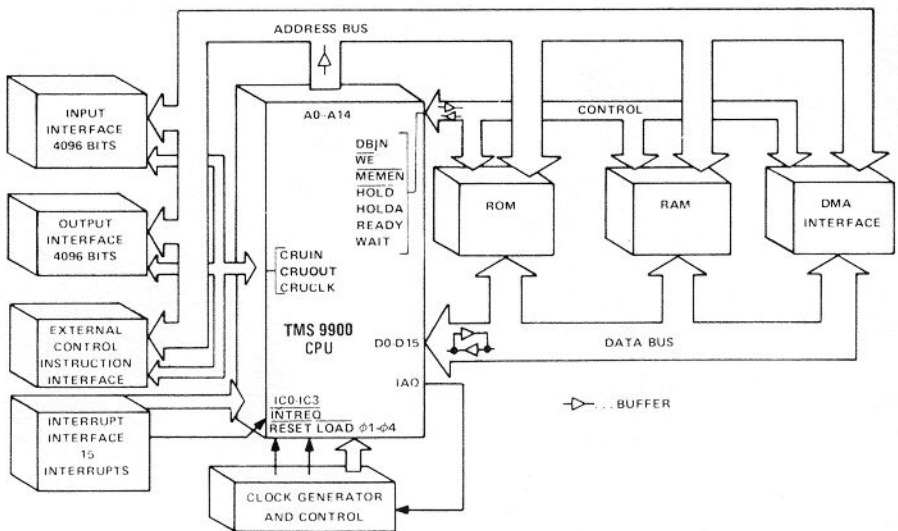 ADDRESS BUS
INPUT
INTERFACE
4096 BITS
OUTPUT
INTERFACE
4096 BITS
EXTERNAL
CONTROL
INSTRUCTION
INTERFACE
INTERRUPT
INTERFACE
15
INTERRUPTS
A0-A14
DBIN
WE
MEMEN
HOLD
HOLDA
READY
WAIT
CRUIN
CRUOUT
CRUCLK
TMS 9900
CPU
D0-D15
IAQ
IC0-IC3
INTREQ
RESET LOAD φ1-φ4
CLOCK GENERATOR
AND CONTROL
CONTROL
ROM
RAM
DMA
INTERFACE
DATA BUS
...BUFFER